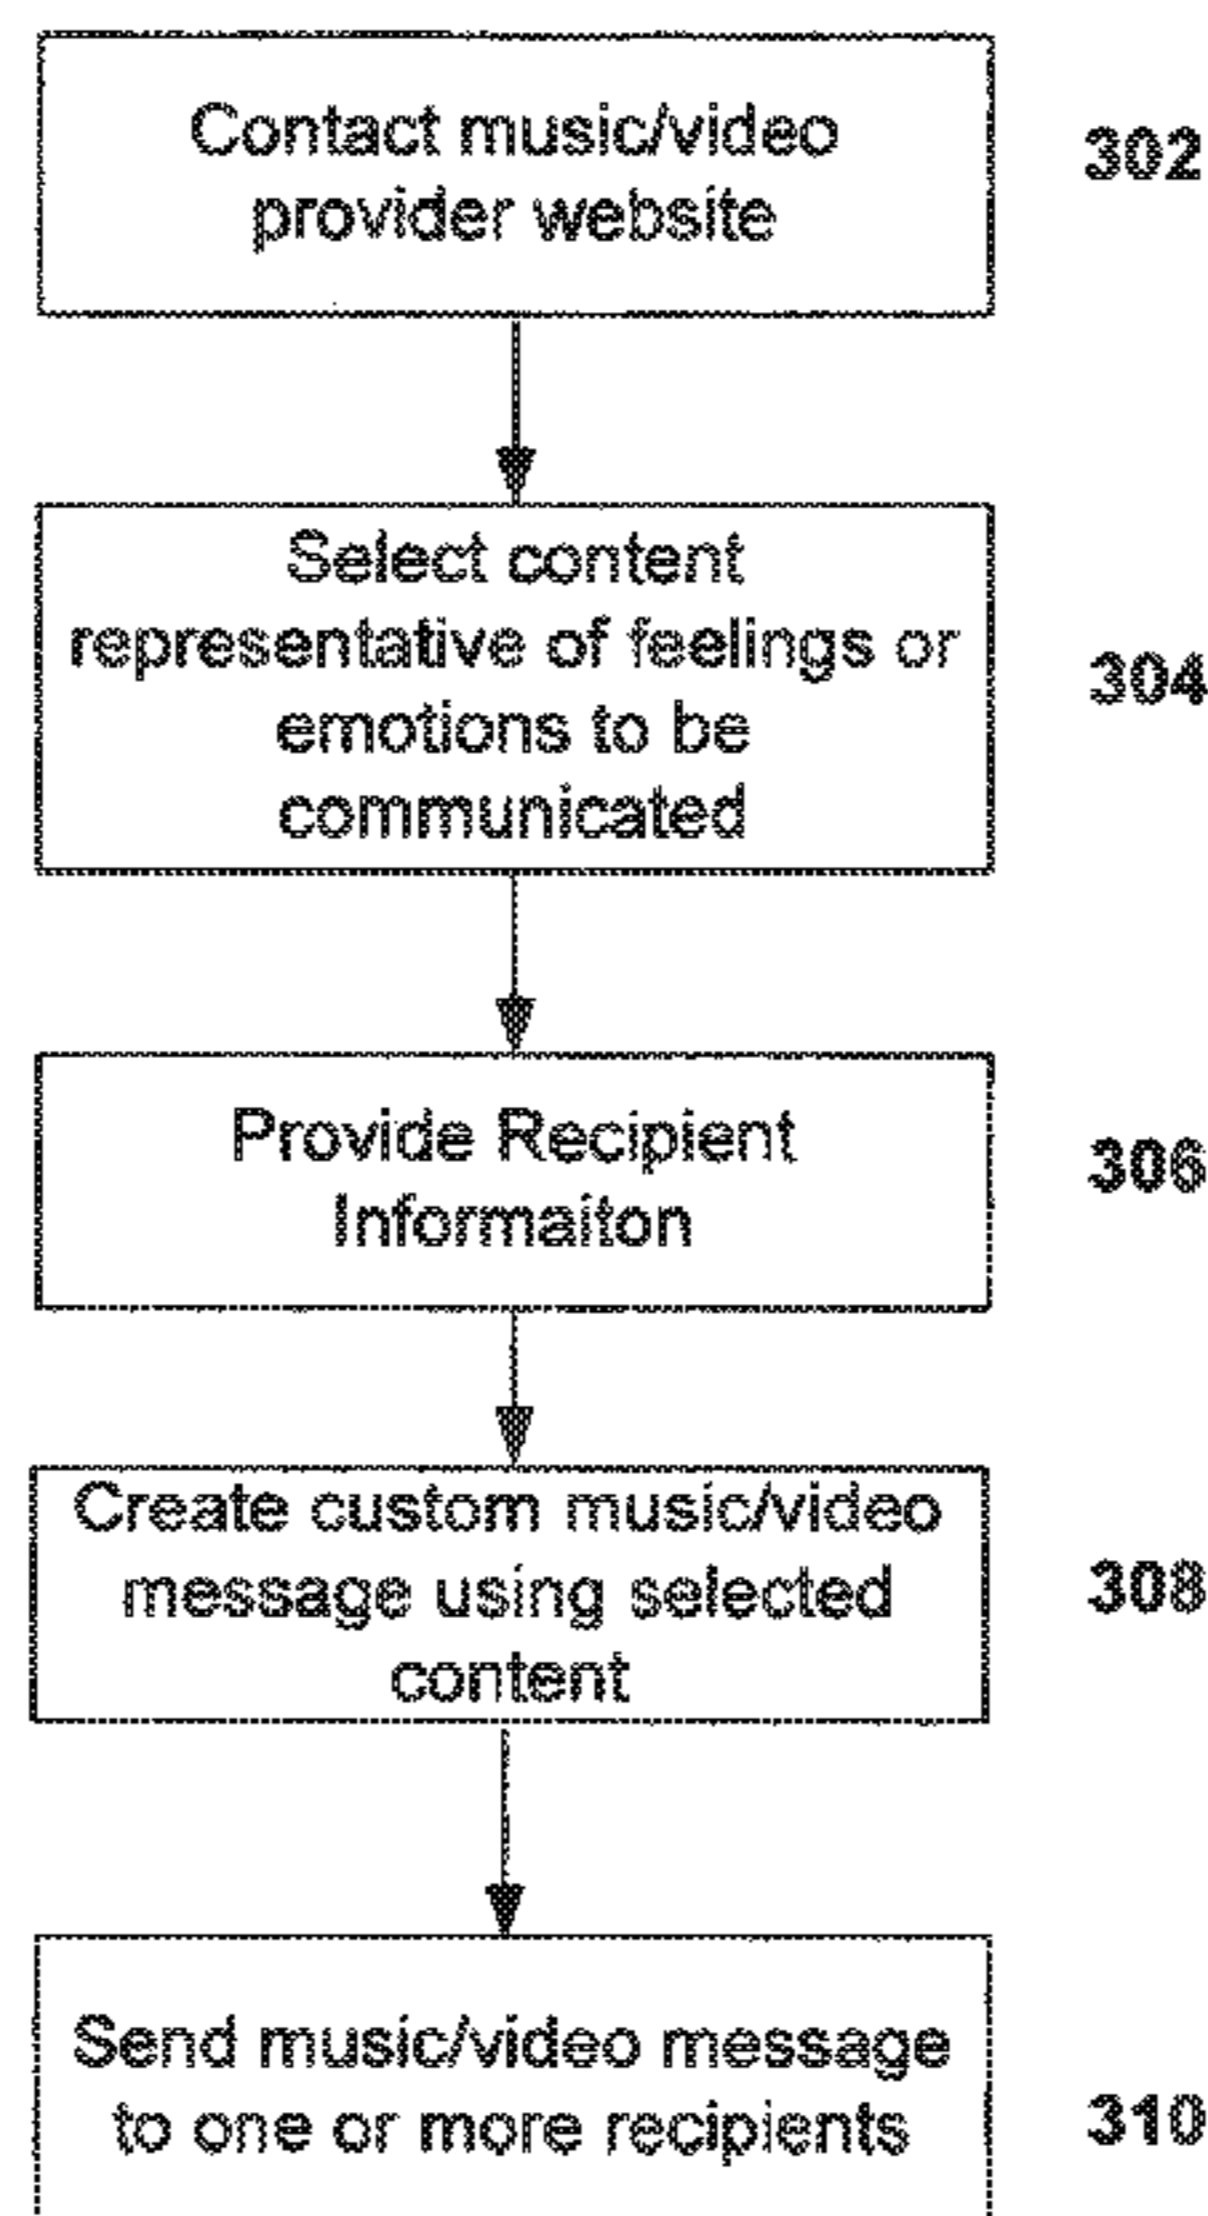 Contact music/video
provider website
302
Select content
representative of feelings or
emotions to be
communicated
304
Provide Recipient
Informaiton
306
Create custom music/video
message using selected
content
308
Send music/video message
to one or more recipients
310